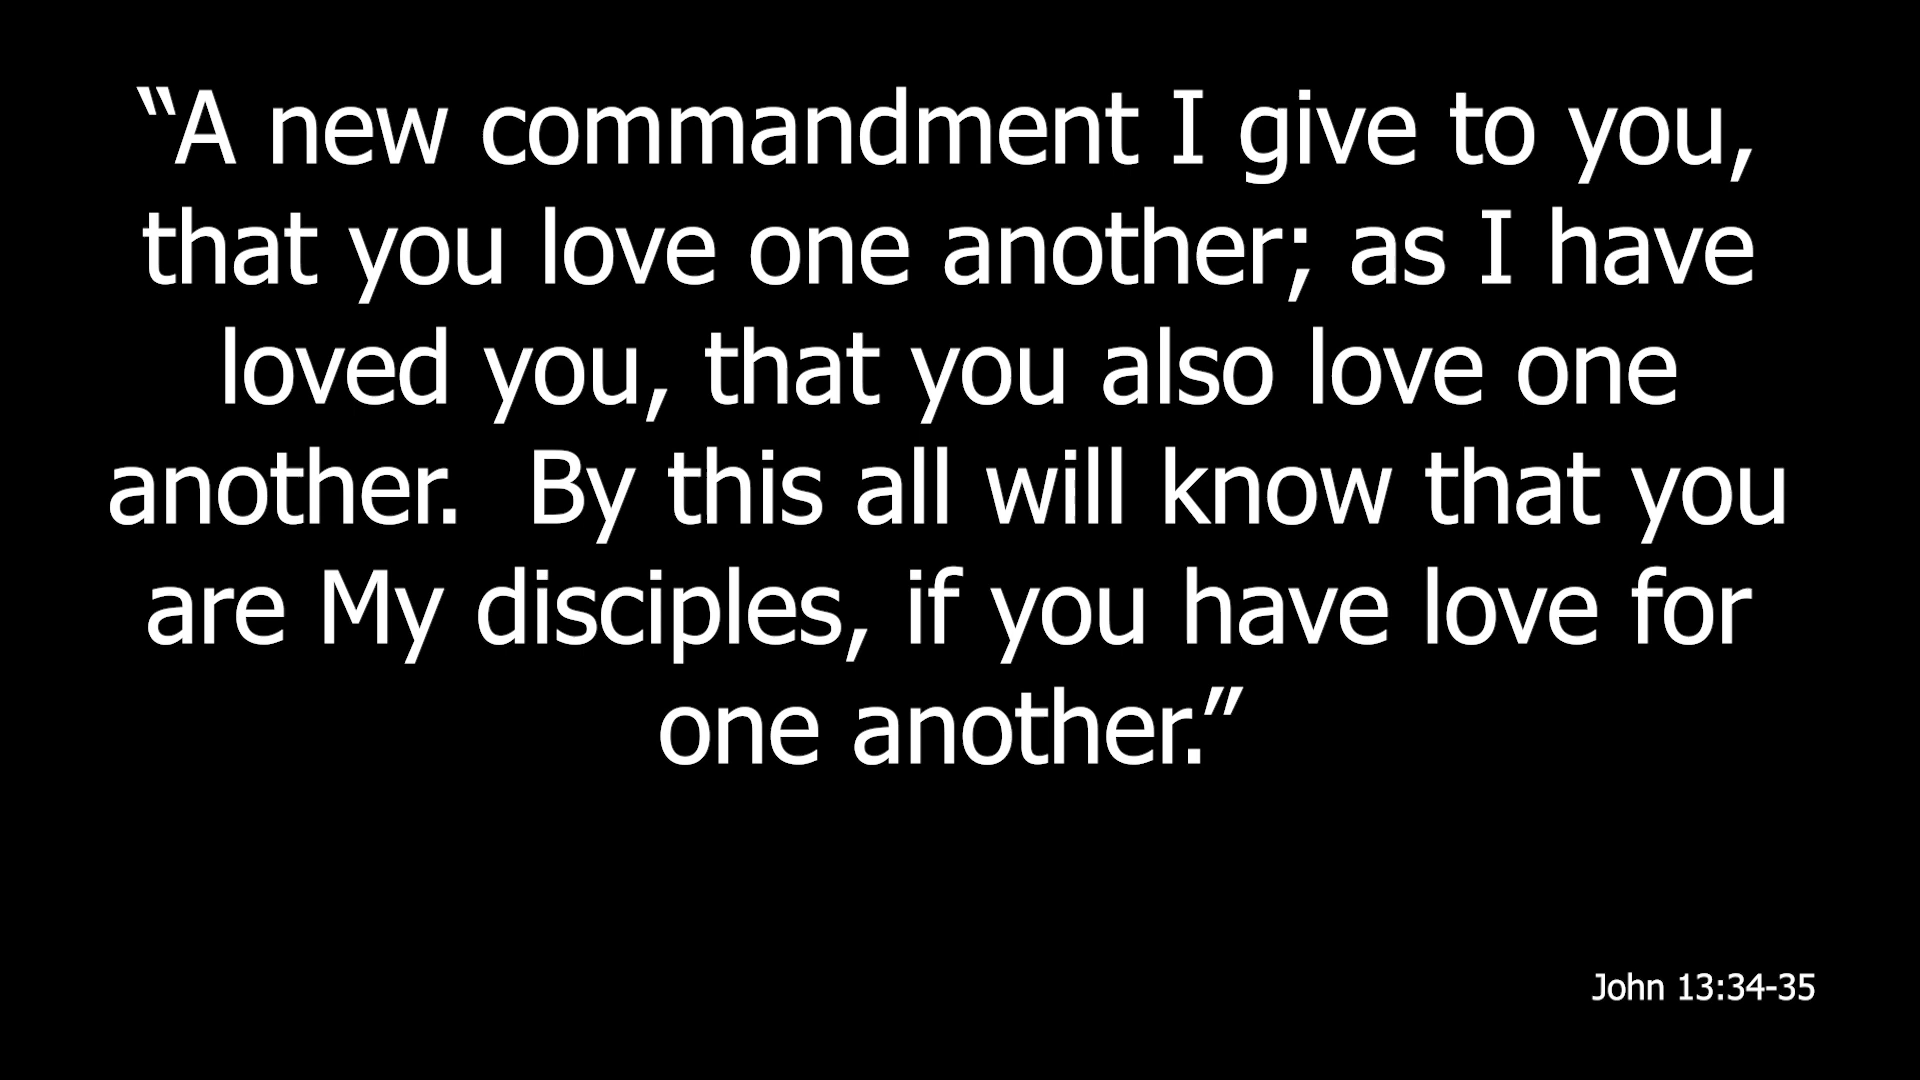 “A new commandment I give to you,
that you love one another; as I have
loved you, that you also love one
another.  By this all will know that you
are My disciples, if you have love for
one another.”
John 13:34-35